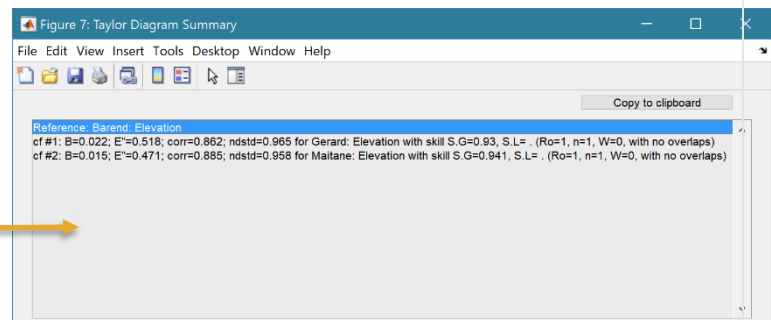 Figure 7: Taylor Diagram Summary
File Edit View Insert Tools Desktop Window Help
Copy to clipboard
Reference: Barend: Elevation
cf #1: B=0.022; E"=0.518; corr=0.862; ndstd=0.965 for Gerard: Elevation with skill S.G=0.93, S.L= . (Ro=1, n=1, W=0, with no overlaps)
cf #2: B=0.015; E"=0.471; corr=0.885; ndstd=0.958 for Maitane: Elevation with skill S.G=0.941, S.L= . (Ro=1, n=1, W=0, with no overlaps)